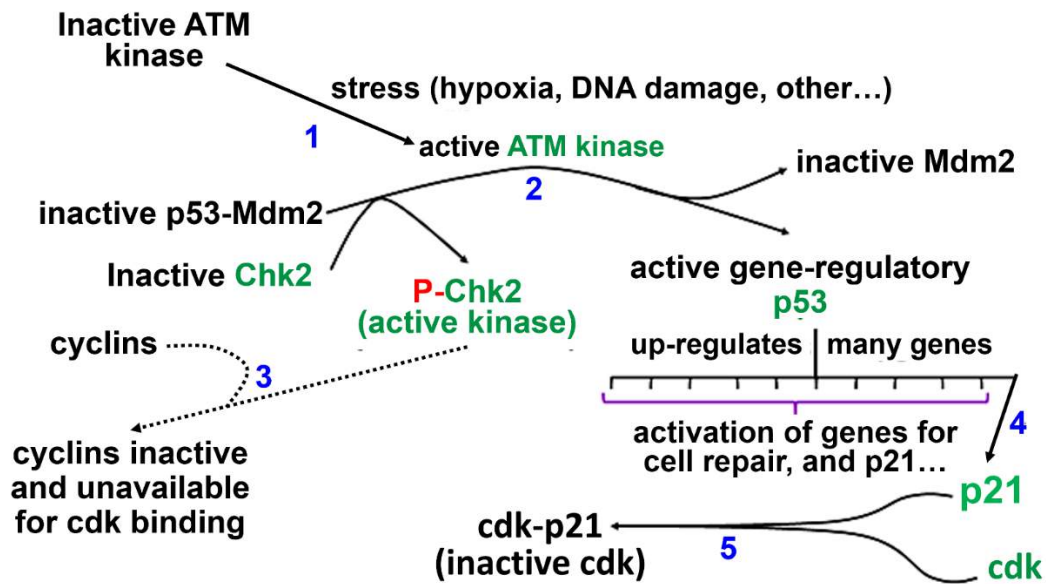 Inactive ATM
kinase
stress (hypoxia, DNA damage, other…)
1
active ATM kinase
inactive Mdm2
2
inactive p53-Mdm2
Inactive Chk2
active gene-regulatory
p53
P-Chk2
(active kinase)
cyclins
up-regulates many genes
3
4
activation of genes for
cell repair, and p21…
cyclins inactive
and unavailable
for cdk binding
p21
cdk-p21
(inactive cdk)
5
cdk